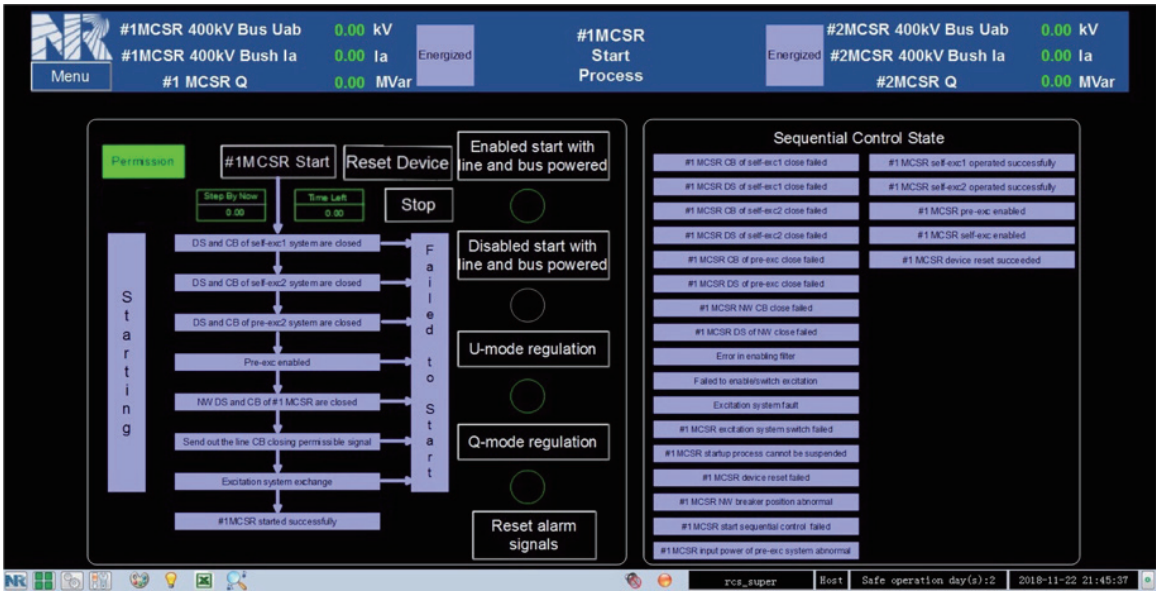 NR
Menu
#1MCSR 400kV Bus Uab 0.00 kV
#1MCSR 400kV Bush Ia 0.00 Ia
#1 MCSR Q 0.00 MVar
Energized
#1MCSR
Start
Process
Energized
#2MCSR 400kV Bus Uab 0.00 kV
#2MCSR 400kV Bush Ia 0.00 Ia
#2MCSR Q 0.00 MVar
Permission
#1MCSR Start
Reset Device
Step By Now
0.00
Time Left
0.00
Stop
Starting
DS and CB of self-exc1 system are closed
DS and CB of self-exc2 system are closed
DS and CB of pre-exc2 system are closed
Pre-exc enabled
NW DS and CB of #1 MCSR are closed
Send out the line CB closing permissible signal
Excitation system exchange
#1MCSR started successfully
Failed to Start
Enabled start with
line and bus powered
Disabled start with
line and bus powered
U-mode regulation
Q-mode regulation
Reset alarm
signals
Sequential Control State
#1 MCSR CB of self-exc1 close failed
#1 MCSR DS of self-exc1 close failed
#1 MCSR CB of self-exc2 close failed
#1 MCSR DS of self-exc2 close failed
#1 MCSR CB of pre-exc close failed
#1 MCSR DS of pre-exc close failed
#1 MCSR NW CB close failed
#1 MCSR DS of NW close failed
Error in enabling filter
Failed to enable/switch excitation
Excitation system fault
#1 MCSR excitation system switch failed
#1 MCSR startup process cannot be suspended
#1 MCSR device reset failed
#1 MCSR NW breaker position abnormal
#1 MCSR start sequential control failed
#1 MCSR input power of pre-exc system abnormal
#1 MCSR self-exc1 operated successfully
#1 MCSR self-exc2 operated successfully
#1 MCSR pre-exc enabled
#1 MCSR self-exc enabled
#1 MCSR device reset succeeded
NR
rcs_super
Host
Safe operation day(s):2
2018-11-22 21:45:37